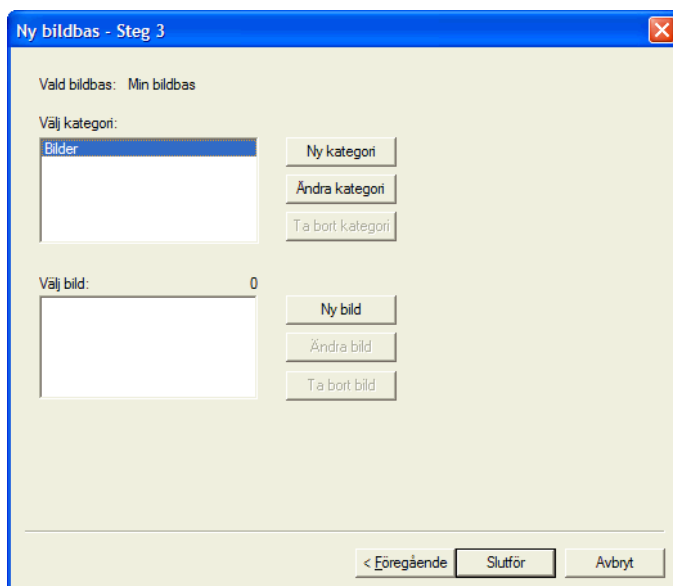 Ny bildbas - Steg 3
Vald bildbas: Min bildbas
Välj kategori:
Bilder
Ny kategori
Ändra kategori
Ta bort kategori
Välj bild: 0
Ny bild
Ändra bild
Ta bort bild
< Föregående Slutför Avbryt